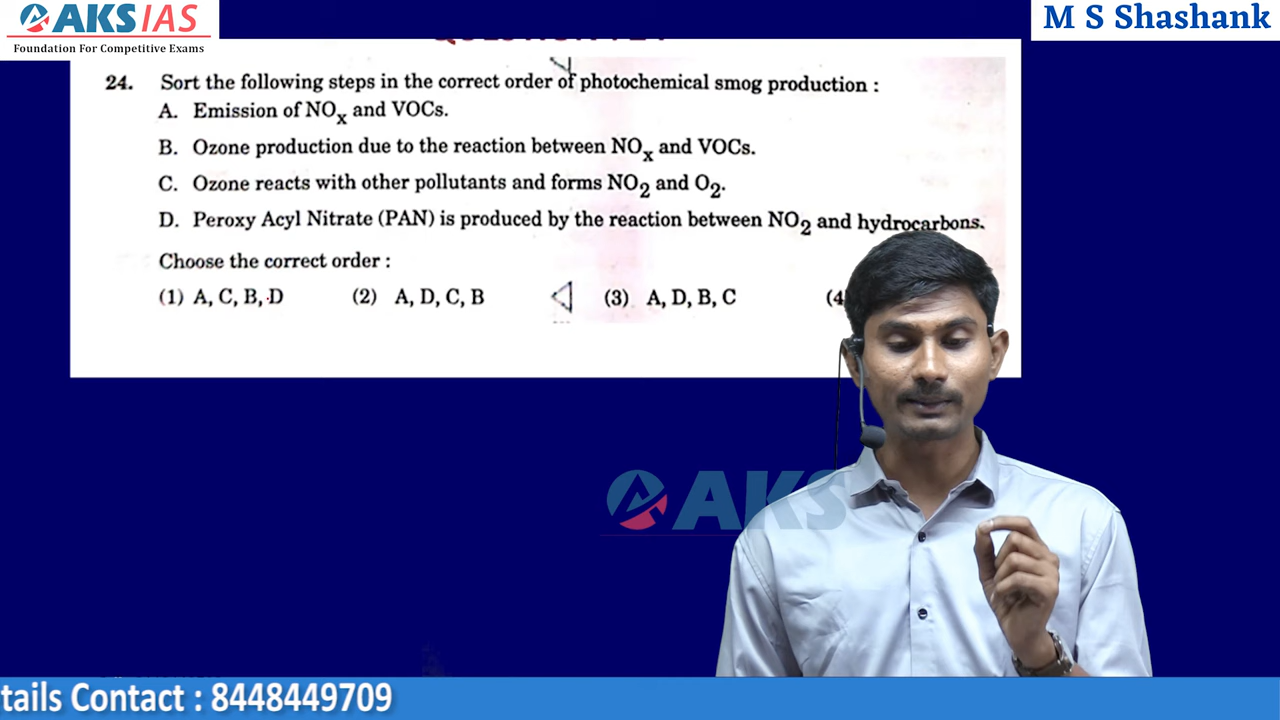 AKS IAS
Foundation For Competitive Exams
M S Shashank
24. Sort the following steps in the correct order of photochemical smog production :
A. Emission of NOx and VOCs.
B. Ozone production due to the reaction between NOx and VOCs.
C. Ozone reacts with other pollutants and forms NO2 and O2.
D. Peroxy Acyl Nitrate (PAN) is produced by the reaction between NO2 and hydrocarbons.
Choose the correct order :
(1) A, C, B, D (2) A, D, C, B (3) A, D, B, C (4
AKS
tails Contact : 8448449709